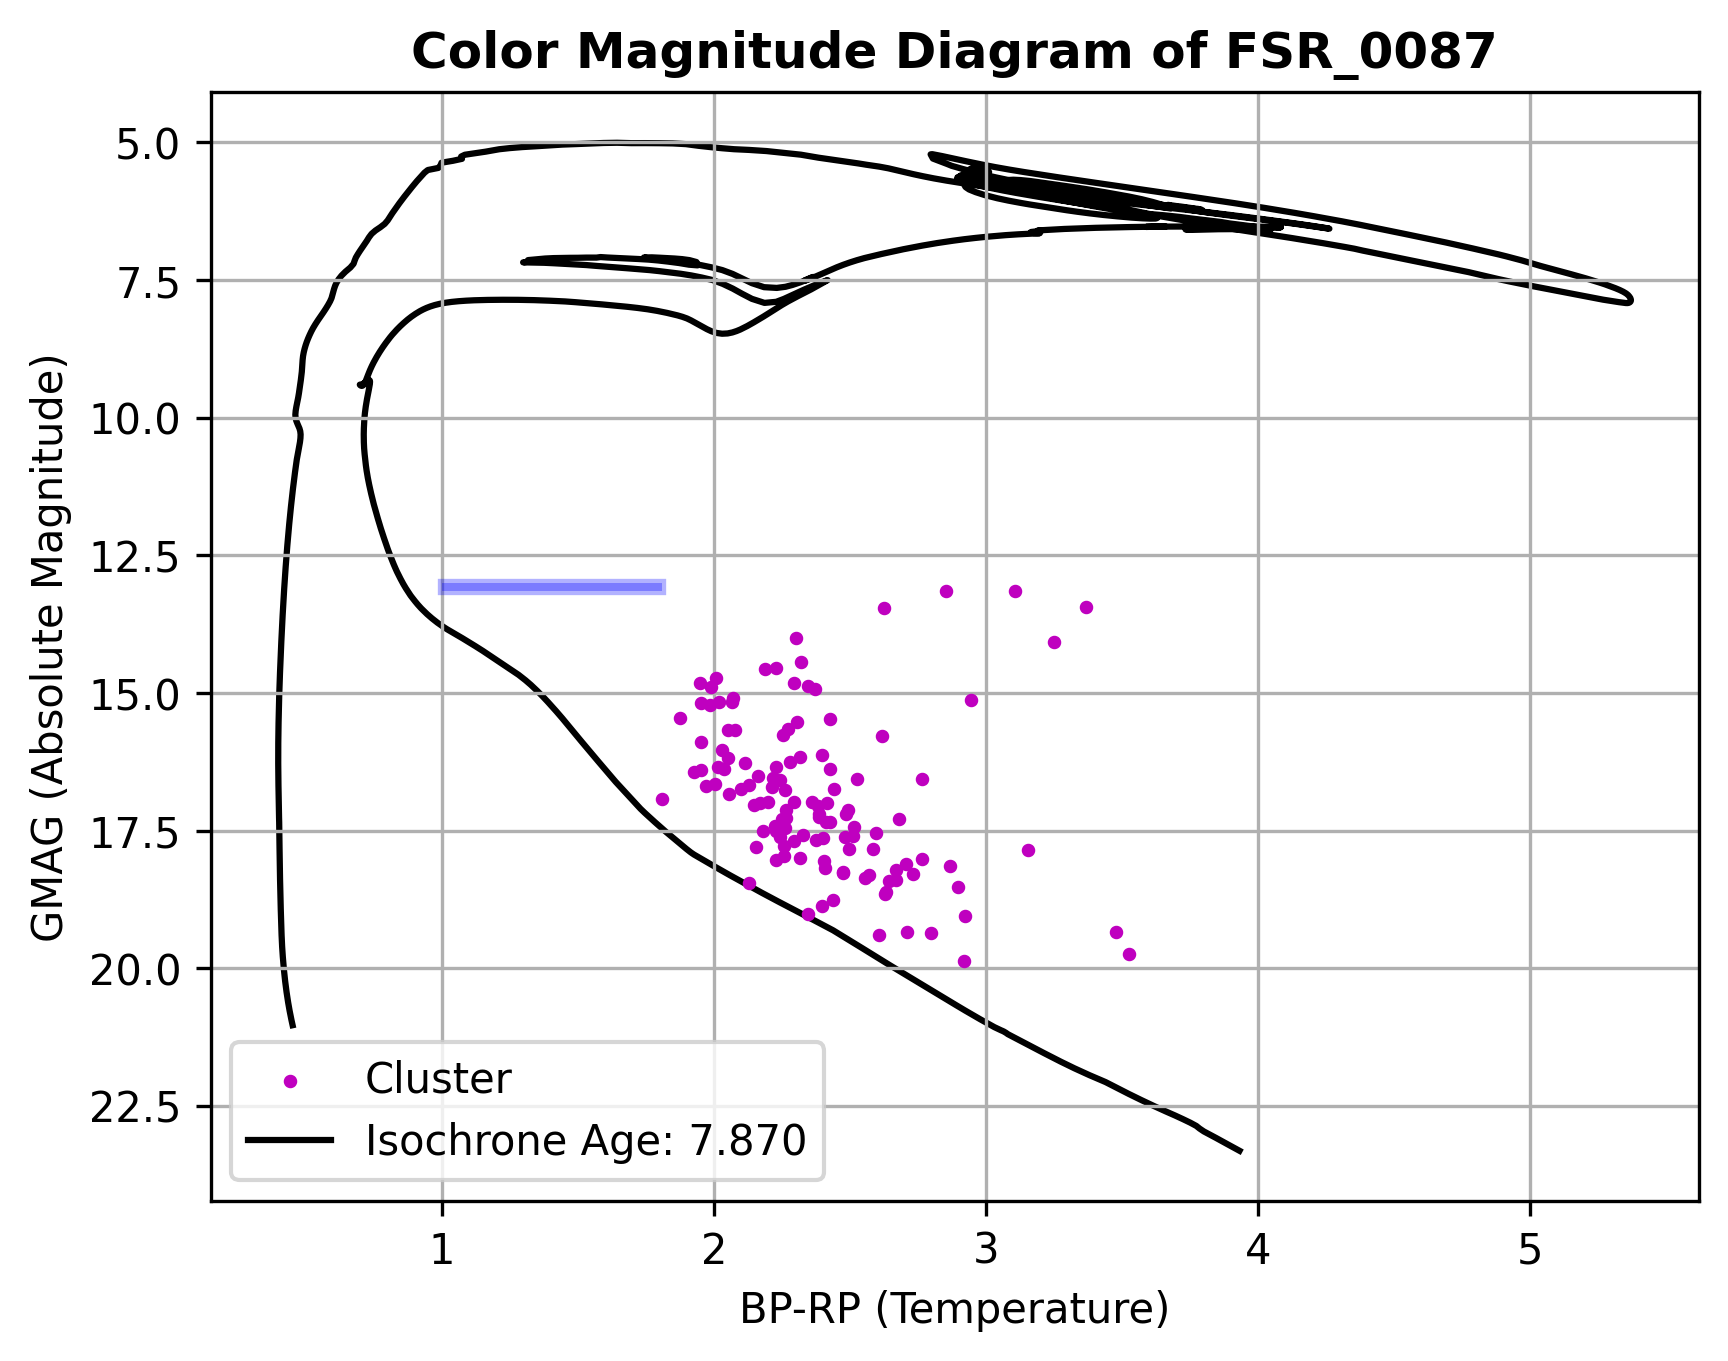 Color Magnitude Diagram of FSR_0087
GMAG (Absolute Magnitude)
5.0
7.5
10.0
12.5
15.0
17.5
20.0
22.5
Cluster
Isochrone Age: 7.870
1 2 3 4 5
BP-RP (Temperature)